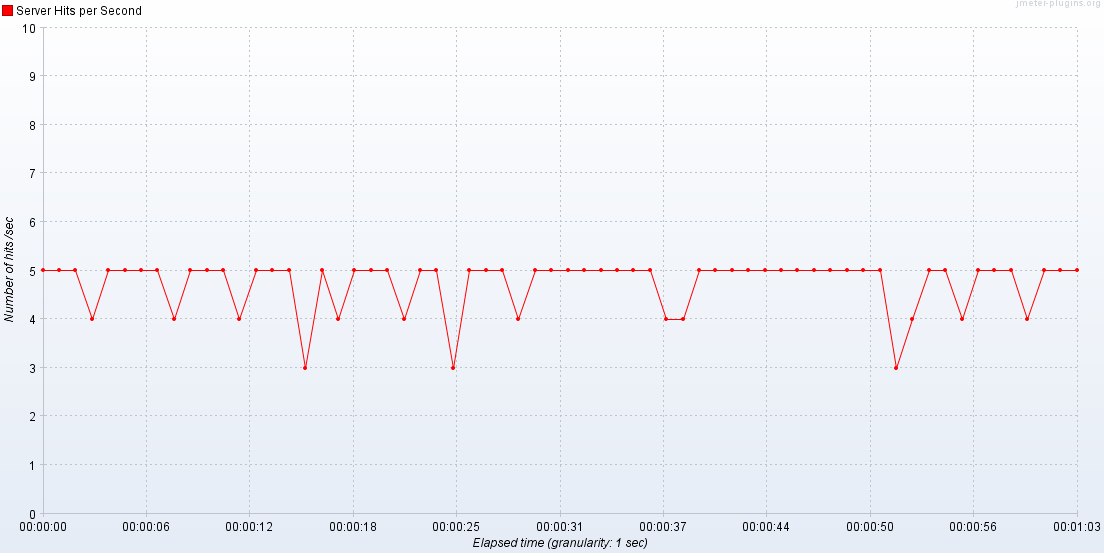 jmeter-plugins.org
Server Hits per Second
10
9
8
7
6
5
4
3
2
1
0
Number of hits /sec
00:00:00 00:00:06 00:00:12 00:00:18 00:00:25 00:00:31 00:00:37 00:00:44 00:00:50 00:00:56 00:01:03
Elapsed time (granularity: 1 sec)